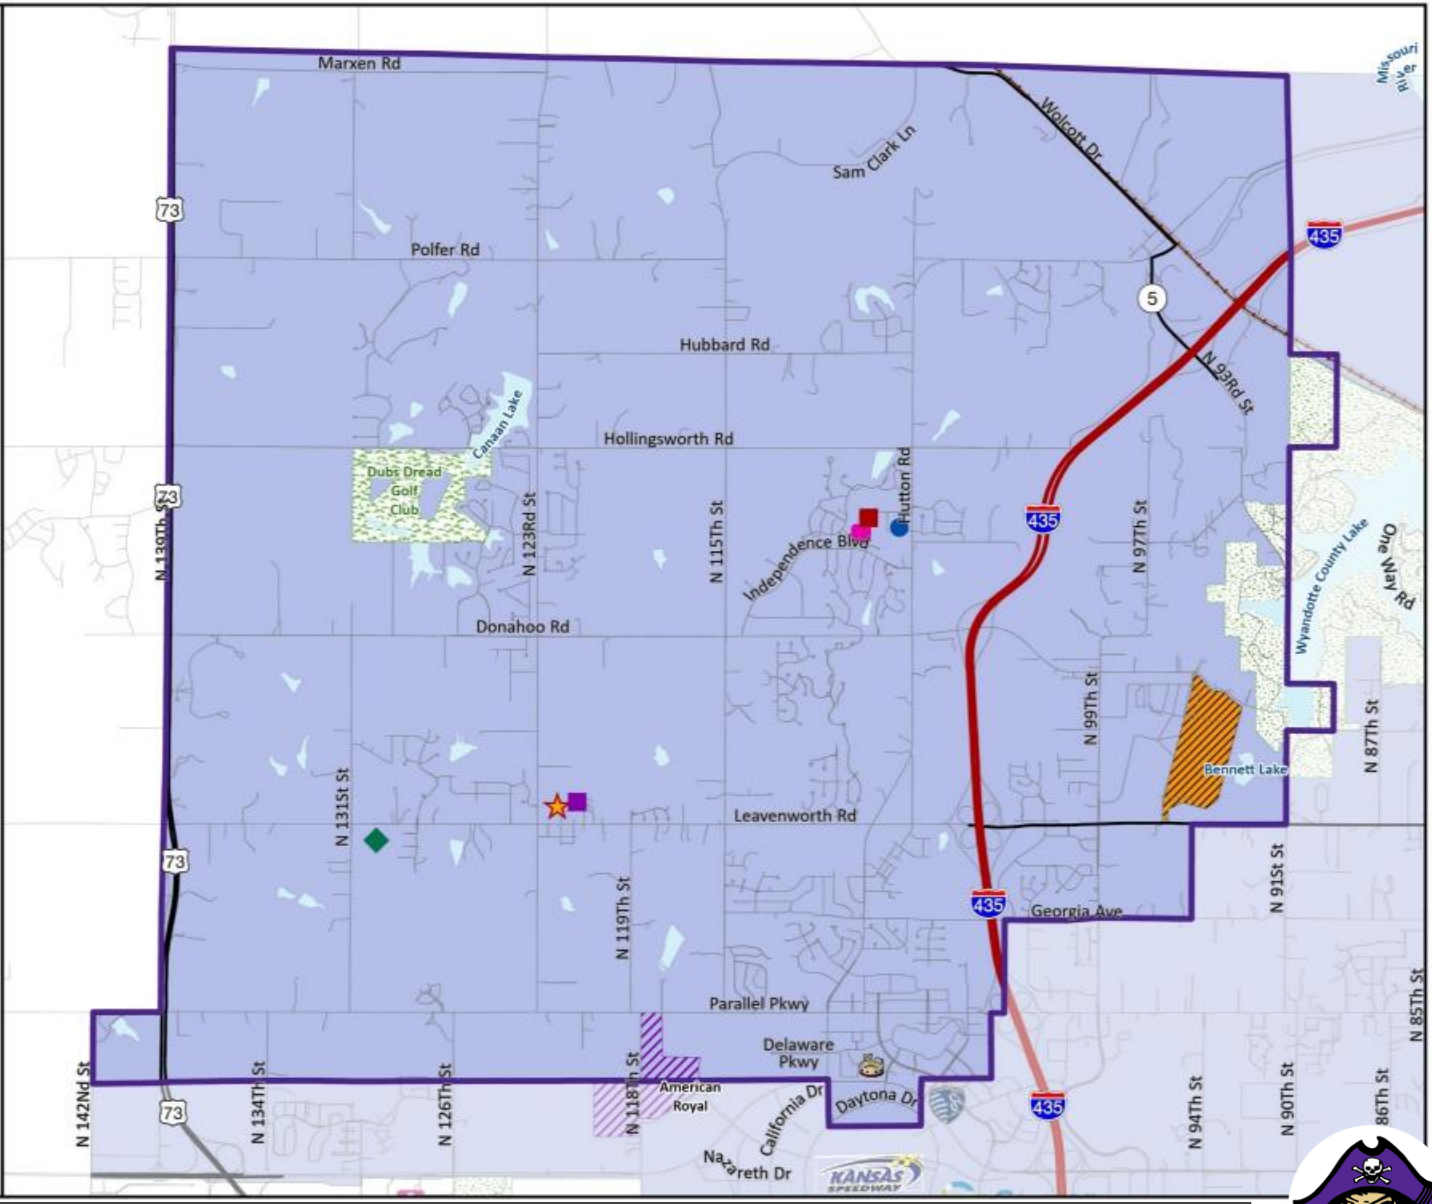 Marxen Rd
Missouri
River
Wolcott Dr
Sam Clark Ln
73
435
Polfer Rd
5
Hubbard Rd
N 93Rd St
Canaan Lake
Hollingsworth Rd
Dubs Dread
Golf
Club
Hutton Rd
73
N 139Th St
N 123Rd St
N 115Th St
435
N 97Th St
Independence Blvd
Wyandotte County Lake
One Way Rd
Donahoo Rd
N 99Th St
N 87Th St
Bennett Lake
N 131St St
Leavenworth Rd
73
N 119Th St
435
Georgia Ave
N 91St St
Parallel Pkwy
N 85Th St
Delaware
Pkwy
N 142Nd St
N 134Th St
N 126Th St
N 118Th St
American
Royal
California Dr
Daytona Dr
73
435
N 94Th St
N 90Th St
86Th St
Nazareth Dr
KANSAS
SPEEDWAY